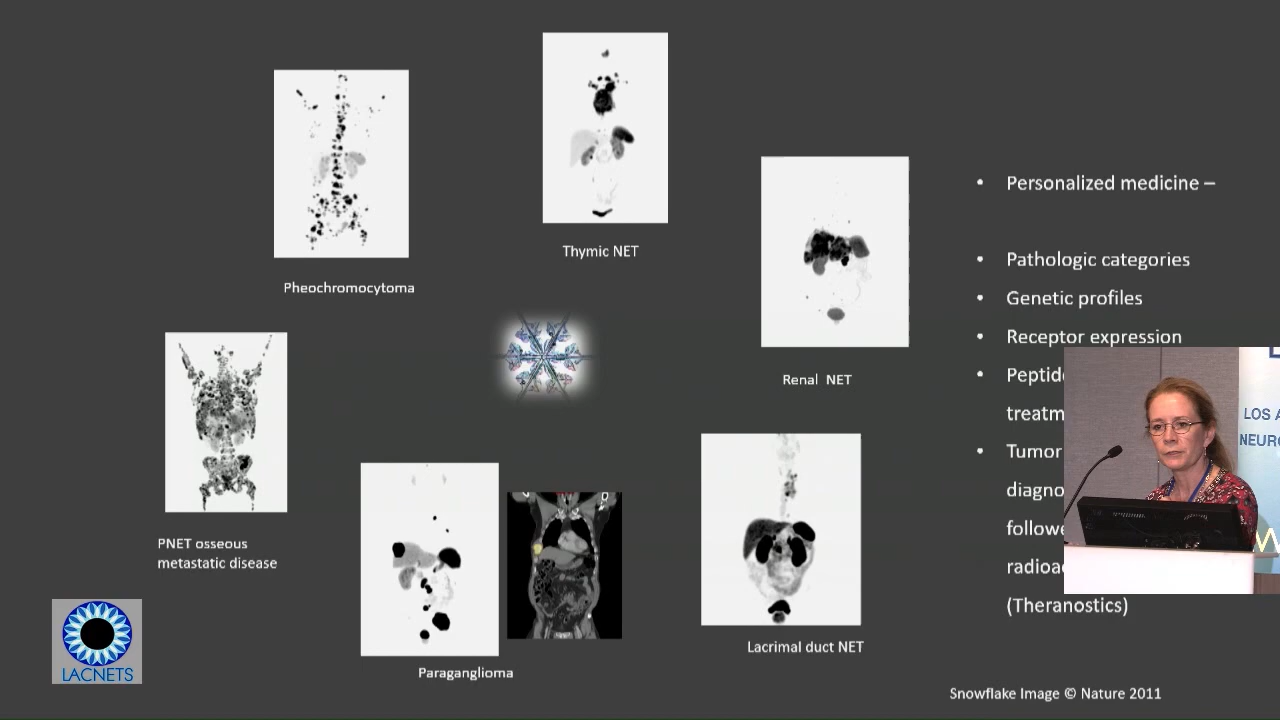 Pheochromocytoma
Thymic NET
Renal NET
PNET osseous
metastatic disease
Paraganglioma
Lacrimal duct NET
• Personalized medicine –
• Pathologic categories
• Genetic profiles
• Receptor expression
• Peptid
treatm
• Tumor
diagno
followe
radioa
(Theranostics)
LOS A
NEURO
LACNETS
Snowflake Image © Nature 2011